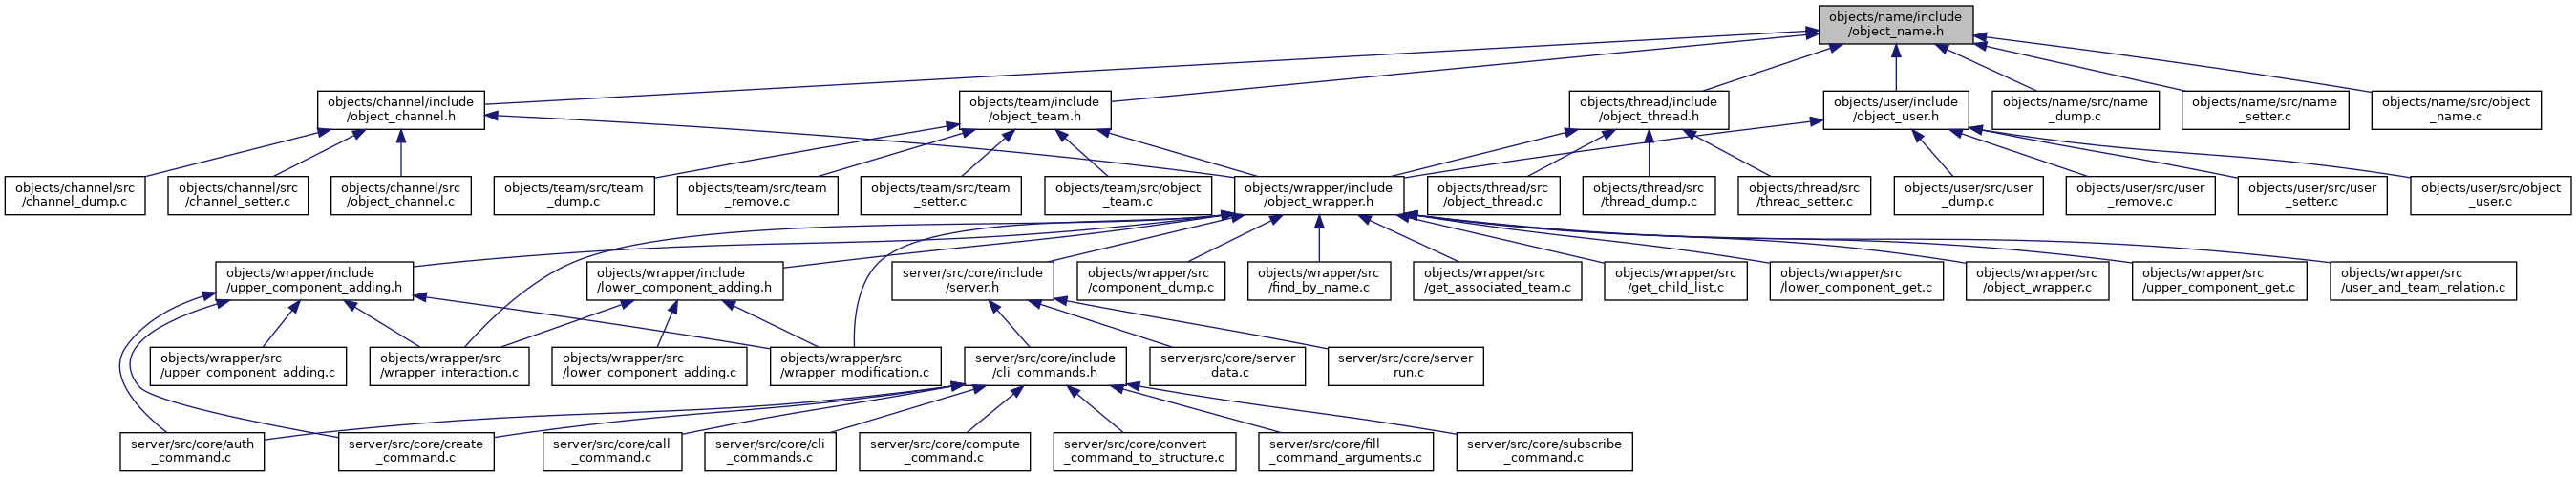 objects/name/include
/object_name.h
objects/channel/include
/object_channel.h
objects/team/include
/object_team.h
objects/thread/include
/object_thread.h
objects/user/include
/object_user.h
objects/name/src/name
_dump.c
objects/name/src/name
_setter.c
objects/name/src/object
_name.c
objects/channel/src
/channel_dump.c
objects/channel/src
/channel_setter.c
objects/channel/src
/object_channel.c
objects/team/src/team
_dump.c
objects/team/src/team
_remove.c
objects/team/src/team
_setter.c
objects/team/src/object
_team.c
objects/wrapper/include
/object_wrapper.h
objects/thread/src
/object_thread.c
objects/thread/src
/thread_dump.c
objects/thread/src
/thread_setter.c
objects/user/src/user
_dump.c
objects/user/src/user
_remove.c
objects/user/src/user
_setter.c
objects/user/src/object
_user.c
objects/wrapper/include
/upper_component_adding.h
objects/wrapper/include
/lower_component_adding.h
server/src/core/include
/server.h
objects/wrapper/src
/component_dump.c
objects/wrapper/src
/find_by_name.c
objects/wrapper/src
/get_associated_team.c
objects/wrapper/src
/get_child_list.c
objects/wrapper/src
/lower_component_get.c
objects/wrapper/src
/object_wrapper.c
objects/wrapper/src
/upper_component_get.c
objects/wrapper/src
/user_and_team_relation.c
objects/wrapper/src
/upper_component_adding.c
objects/wrapper/src
/wrapper_interaction.c
objects/wrapper/src
/lower_component_adding.c
objects/wrapper/src
/wrapper_modification.c
server/src/core/include
/cli_commands.h
server/src/core/server
_data.c
server/src/core/server
_run.c
server/src/core/auth
_command.c
server/src/core/create
_command.c
server/src/core/call
_command.c
server/src/core/cli
_commands.c
server/src/core/compute
_command.c
server/src/core/convert
_command_to_structure.c
server/src/core/fill
_command_arguments.c
server/src/core/subscribe
_command.c